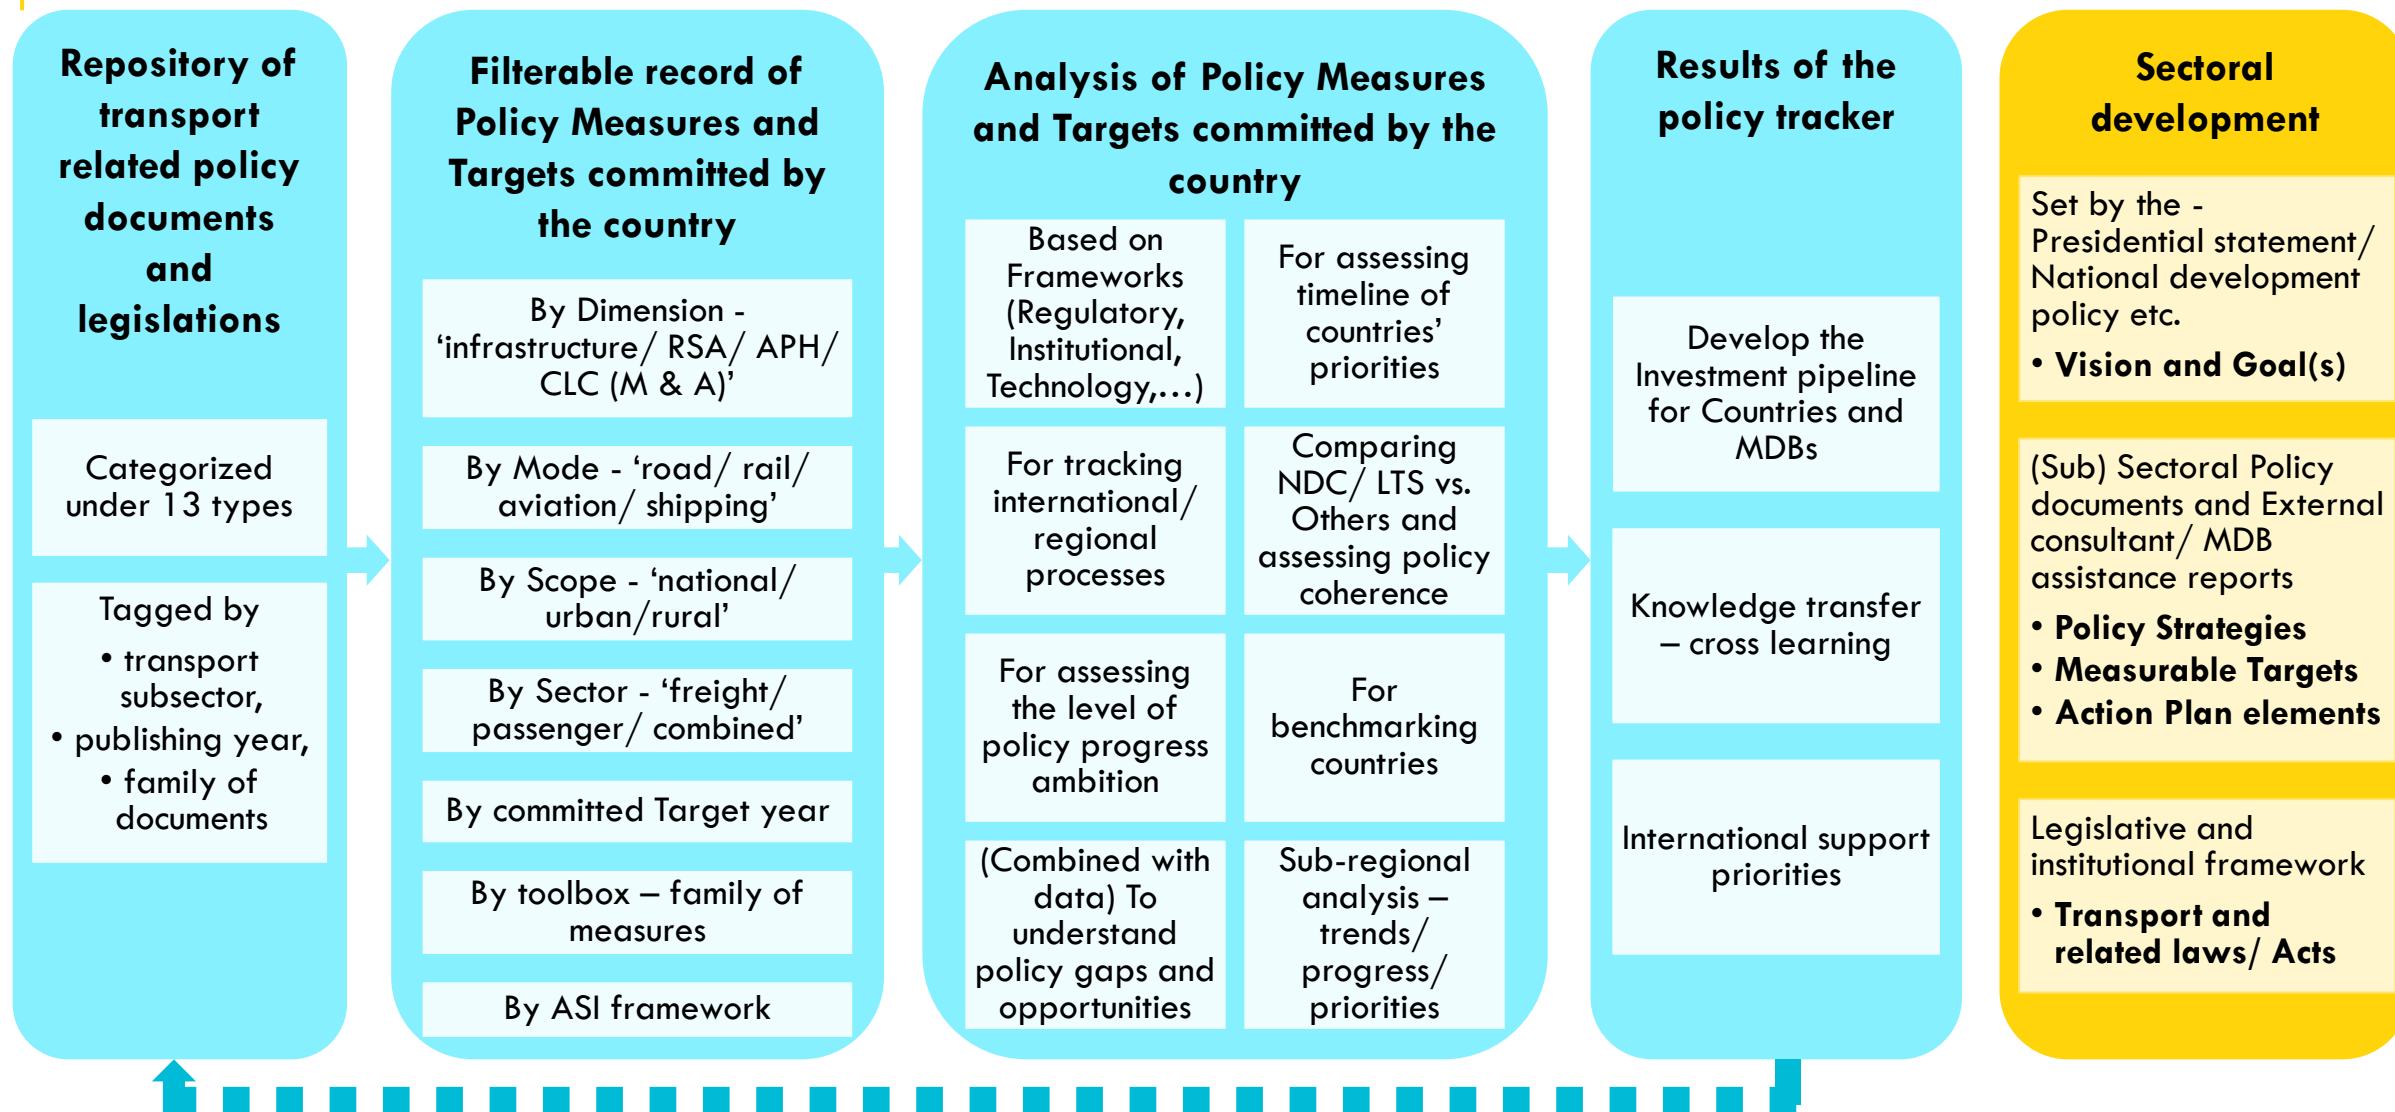 Repository of
transport
related policy
documents
and
legislations
Categorized
under 13 types
Tagged by
• transport
subsector,
• publishing year,
• family of
documents
Filterable record of
Policy Measures and
Targets committed by
the country
By Dimension -
‘infrastructure/ RSA/ APH/
CLC (M & A)’
By Mode - ‘road/ rail/
aviation/ shipping’
By Scope - ‘national/
urban/rural’
By Sector - ‘freight/
passenger/ combined’
By committed Target year
By toolbox – family of
measures
By ASI framework
Analysis of Policy Measures
and Targets committed by the
country
Based on
Frameworks
(Regulatory,
Institutional,
Technology,…)
For assessing
timeline of
countries’
priorities
For tracking
international/
regional
processes
Comparing
NDC/ LTS vs.
Others and
assessing policy
coherence
For assessing
the level of
policy progress
ambition
For
benchmarking
countries
(Combined with
data) To
understand
policy gaps and
opportunities
Sub-regional
analysis –
trends/
progress/
priorities
Results of the
policy tracker
Develop the
Investment pipeline
for Countries and
MDBs
Knowledge transfer
– cross learning
International support
priorities
Sectoral
development
Set by the -
Presidential statement/
National development
policy etc.
• Vision and Goal(s)
(Sub) Sectoral Policy
documents and External
consultant/ MDB
assistance reports
• Policy Strategies
• Measurable Targets
• Action Plan elements
Legislative and
institutional framework
• Transport and
related laws/ Acts